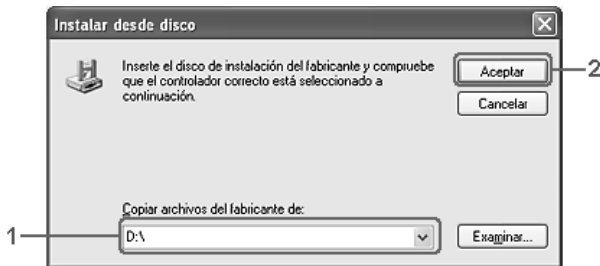 Instalar desde disco
Inserte el disco de instalación del fabricante y compruebe
que el controlador correcto está seleccionado a
continuación.
Aceptar
2
Cancelar
Copiar archivos del fabricante de:
1
D:\
Examinar...